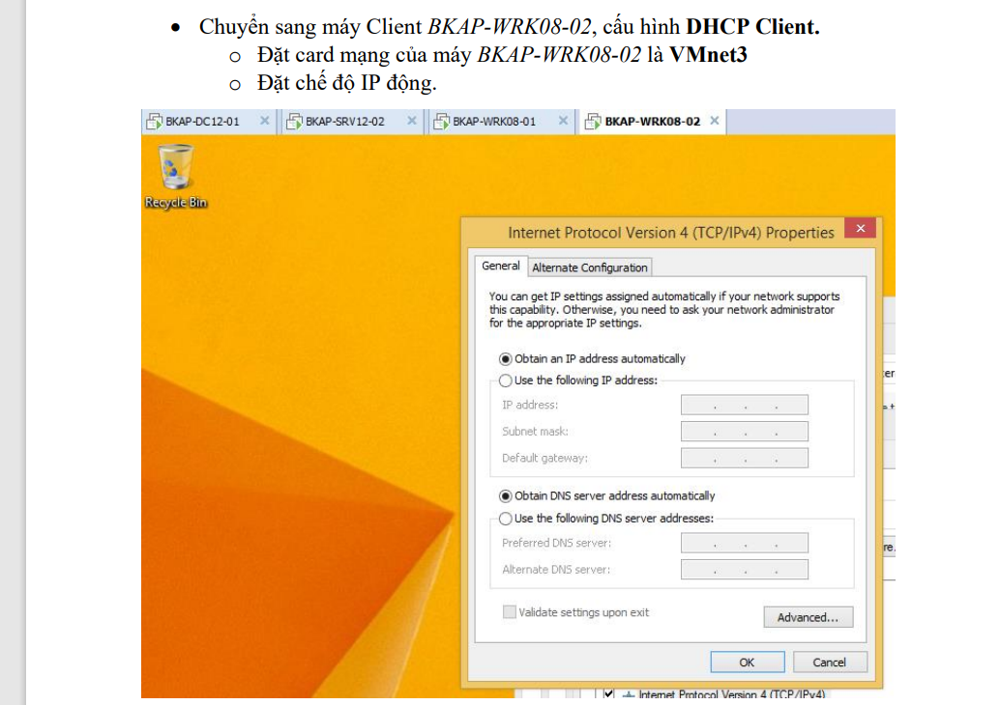 • Chuyển sang máy Client BKAP-WRK08-02, cấu hình DHCP Client.
o Đặt card mạng của máy BKAP-WRK08-02 là VMnet3
o Đặt chế độ IP động.
BKAP-DC12-01 BKAP-SRV12-02 BKAP-WRK08-01 BKAP-WRK08-02
Recycle Bin
Internet Protocol Version 4 (TCP/IPv4) Properties
General Alternate Configuration
You can get IP settings assigned automatically if your network supports
this capability. Otherwise, you need to ask your network administrator
for the appropriate IP settings.
Obtain an IP address automatically
Use the following IP address:
IP address:
Subnet mask:
Default gateway:
Obtain DNS server address automatically
Use the following DNS server addresses:
Preferred DNS server:
Alternate DNS server:
Validate settings upon exit
Advanced...
OK Cancel
Internet Protocol Version 4 (TCP/IPv4)